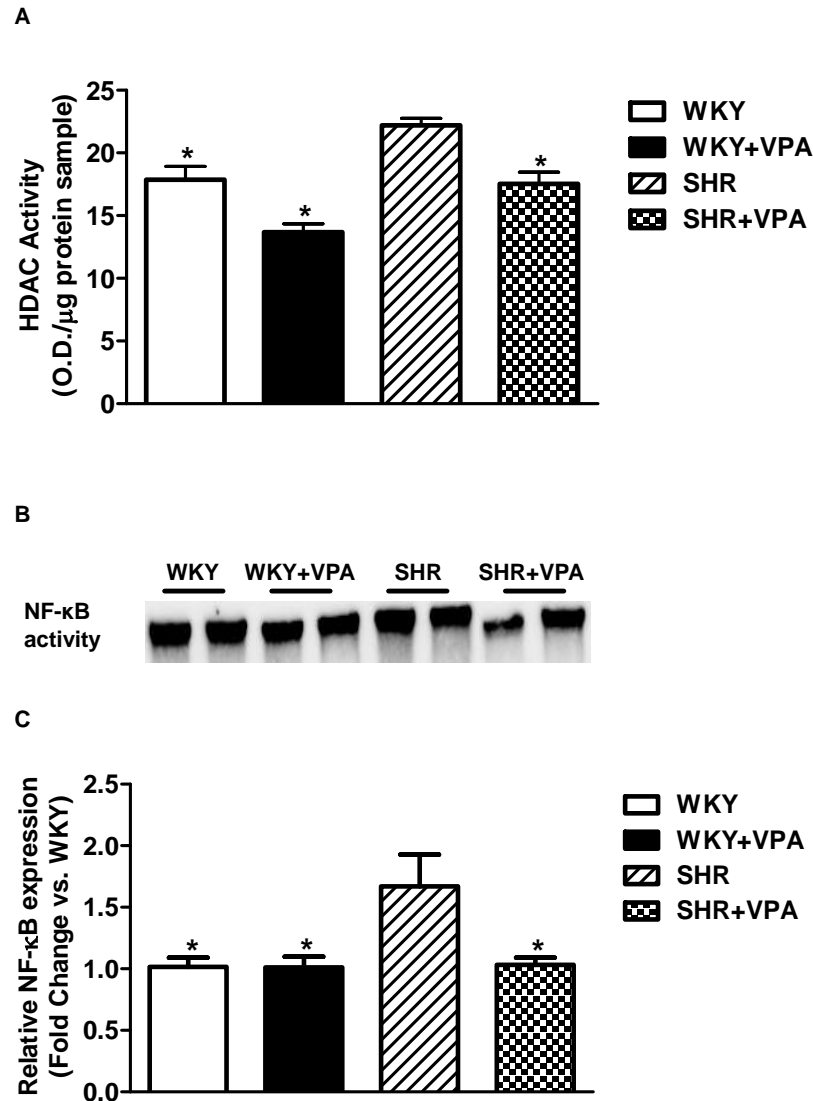 A
25
20
15
10
5
0
HDAC Activity
(O.D./μg protein sample)
*
*
*
WKY
WKY+VPA
SHR
SHR+VPA
B
WKY WKY+VPA SHR SHR+VPA
NF-κB
activity
C
2.5
2.0
1.5
1.0
0.5
0.0
Relative NF-κB expression
(Fold Change vs. WKY)
*
*
*
WKY
WKY+VPA
SHR
SHR+VPA